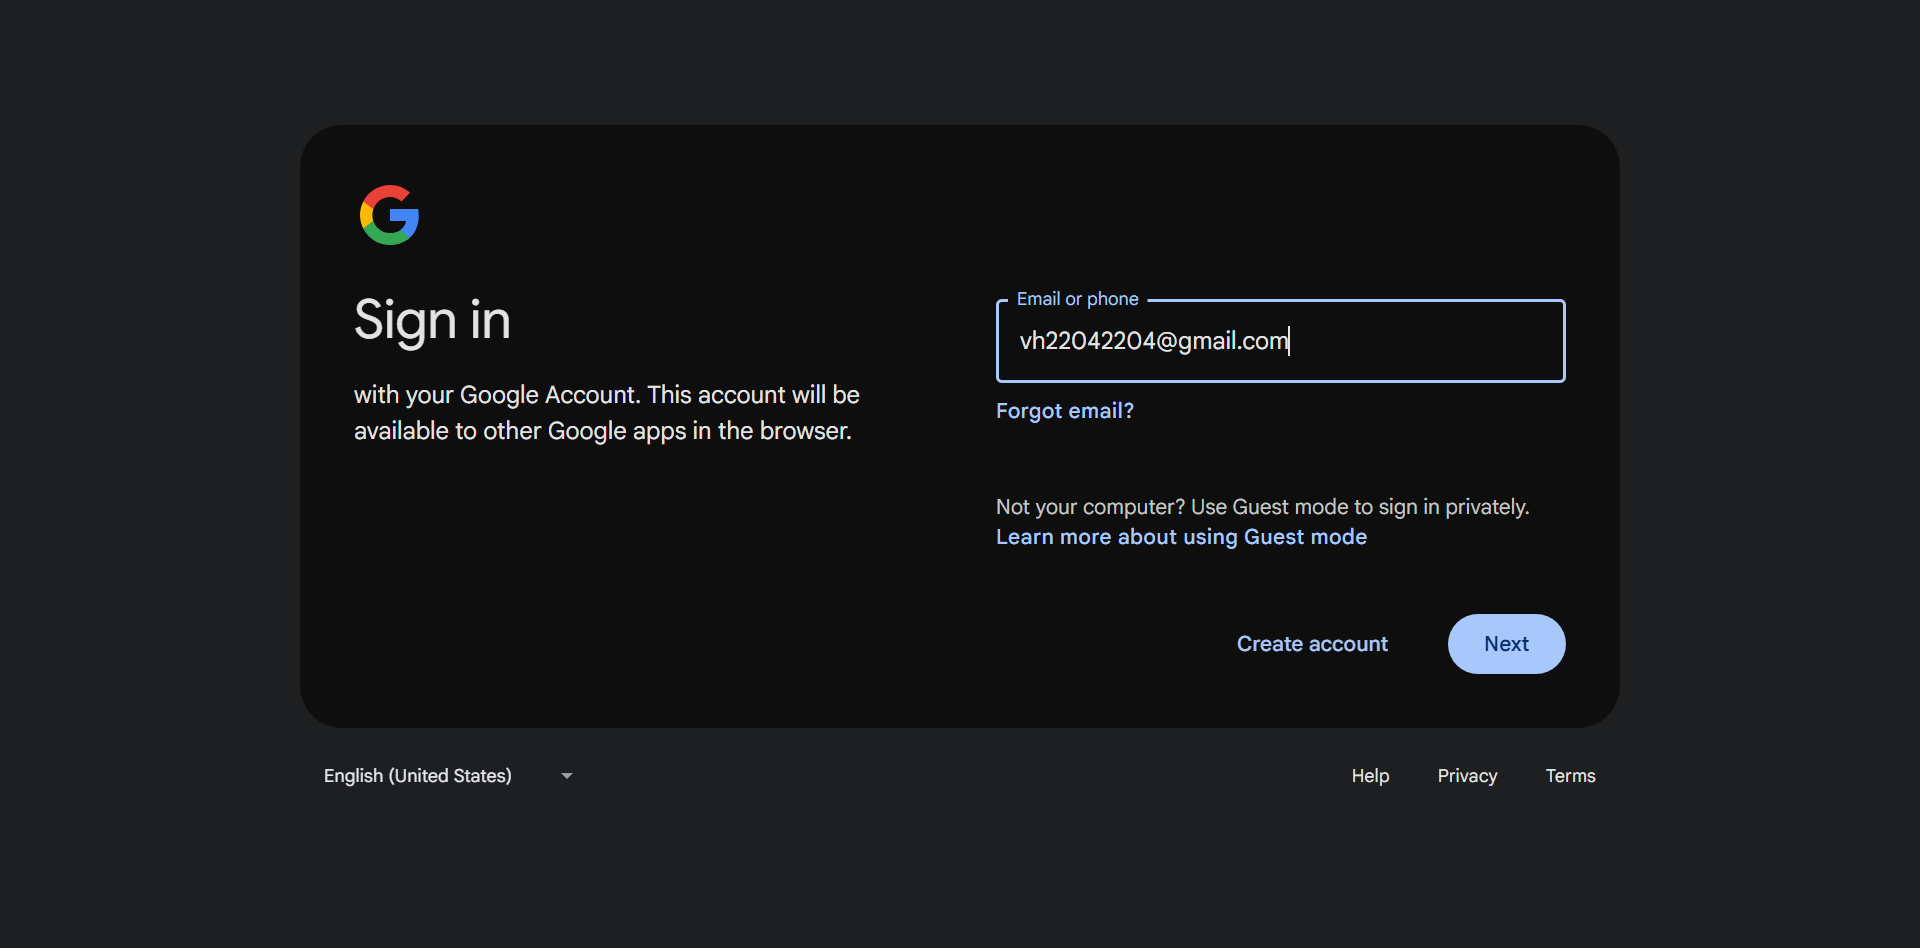 Sign in
with your Google Account. This account will be
available to other Google apps in the browser.
Email or phone
vh22042204@gmail.com
Forgot email?
Not your computer? Use Guest mode to sign in privately.
Learn more about using Guest mode
Create account
Next
English (United States)
Help
Privacy
Terms